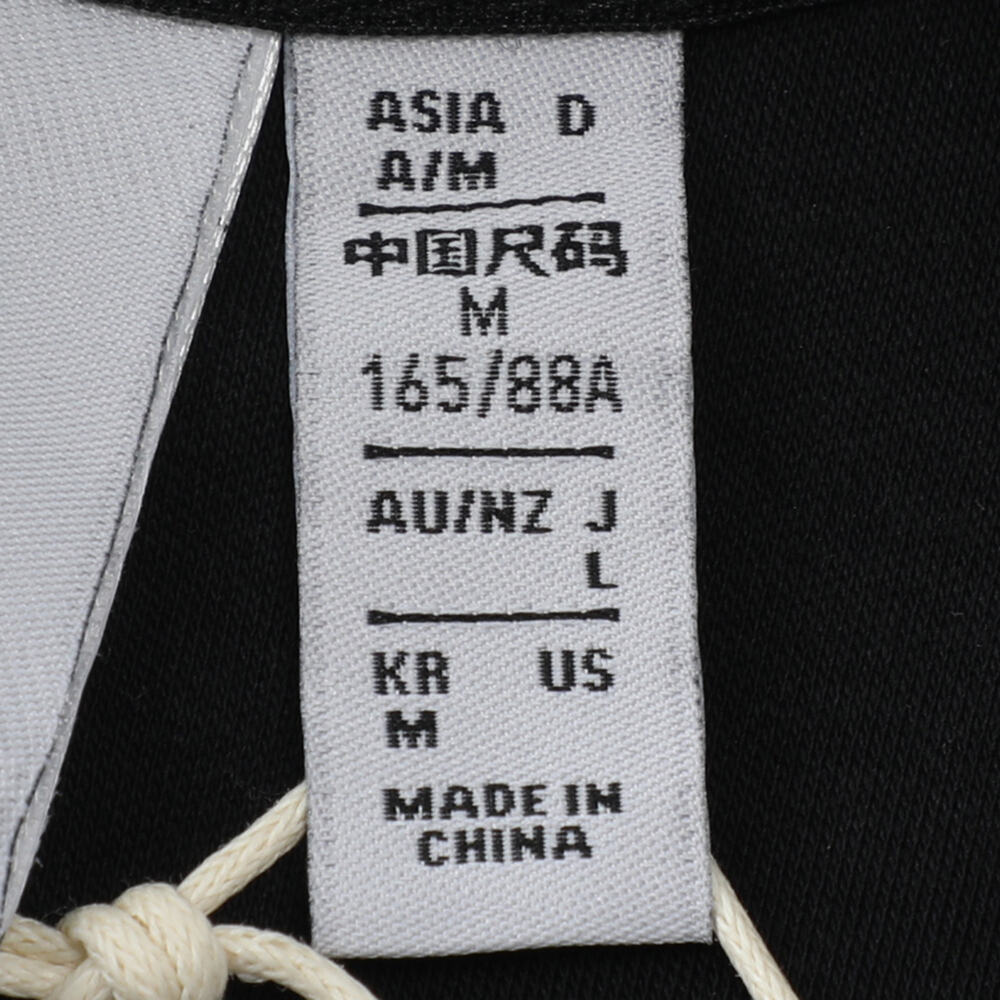 ASIA D
A/M
中国尺码
M
165/88A
AU/NZ J
L
KR US
M
MADE IN
CHINA